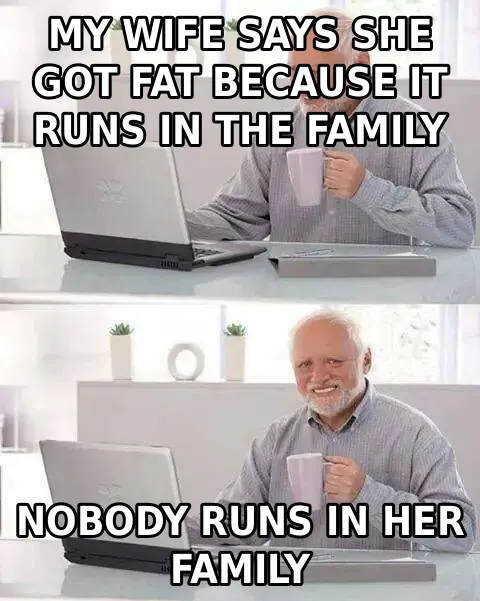 MY WIFE SAYS SHE
GOT FAT BECAUSE IT
RUNS IN THE FAMILY
NOBODY RUNS IN HER
FAMILY